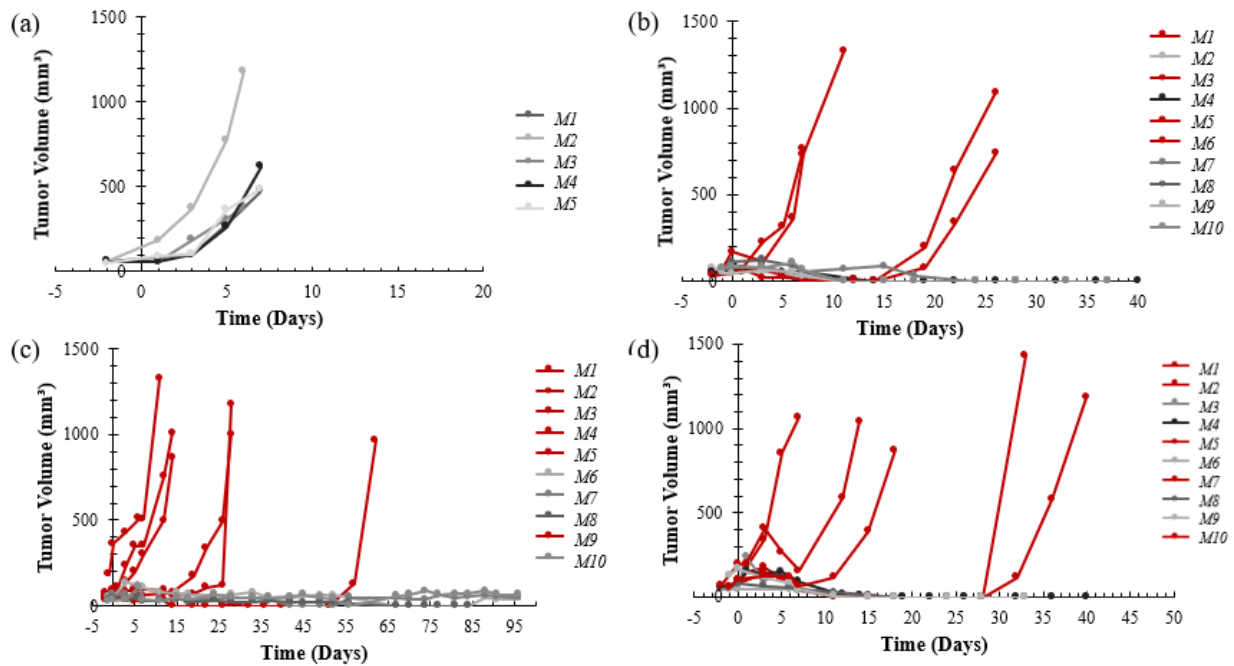 (a)
Tumor Volume (mm³)
1500
1000
500
0
-5 0 5 10 15 20
Time (Days)
M1
M2
M3
M4
M5
(b)
Tumor Volume (mm³)
1500
1000
500
0
-5 0 5 10 15 20 25 30 35 40
Time (Days)
M1
M2
M3
M4
M5
M6
M7
M8
M9
M10
(c)
Tumor Volume (mm³)
1500
1000
500
0
-5 5 15 25 35 45 55 65 75 85 95
Time (Days)
M1
M2
M3
M4
M5
M6
M7
M8
M9
M10
(d)
Tumor Volume (mm³)
1500
1000
500
0
-5 0 5 10 15 20 25 30 35 40 45 50
Time (Days)
M1
M2
M3
M4
M5
M6
M7
M8
M9
M10